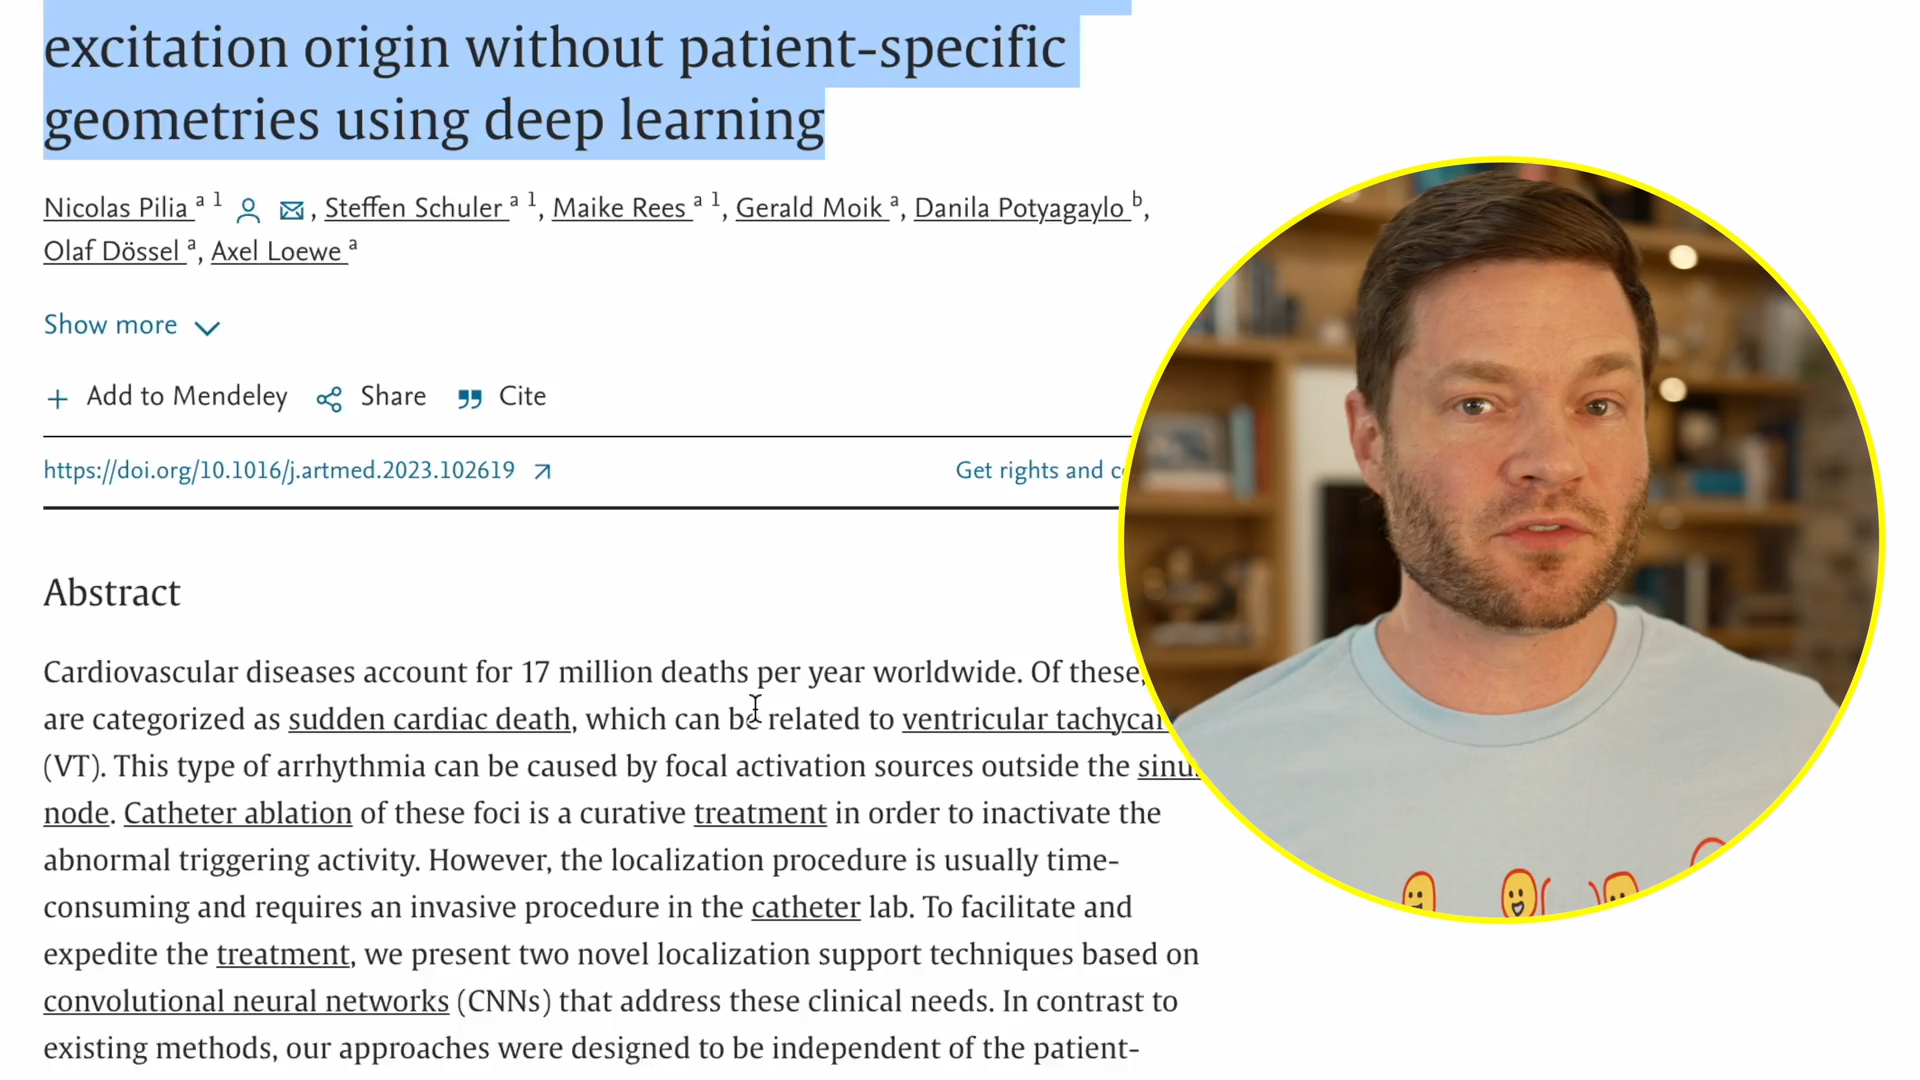 excitation origin without patient-specific
geometries using deep learning
Nicolas Pilia a 1 , Steffen Schuler a 1, Maike Rees a 1, Gerald Moik a, Danila Potyagaylo b,
Olaf Dössel a, Axel Loewe a
Show more
+ Add to Mendeley Share Cite
https://doi.org/10.1016/j.artmed.2023.102619 Get rights and
Abstract
Cardiovascular diseases account for 17 million deaths per year worldwide. Of these,
are categorized as sudden cardiac death, which can be related to ventricular
(VT). This type of arrhythmia can be caused by focal activation sources outside the
node. Catheter ablation of these foci is a curative treatment in order to inactivate the
abnormal triggering activity. However, the localization procedure is usually time-
consuming and requires an invasive procedure in the catheter lab. To facilitate and
expedite the treatment, we present two novel localization support techniques based on
convolutional neural networks (CNNs) that address these clinical needs. In contrast to
existing methods, our approaches were designed to be independent of the patient-